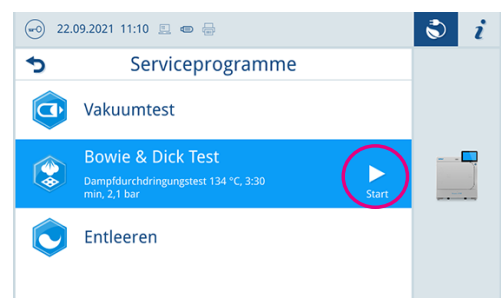 22.09.2021 11:10
Serviceprogramme
Vakuumtest
Bowie & Dick Test
Dampfdurchdringungstest 134 °C, 3:30
min, 2,1 bar
Start
Entleeren